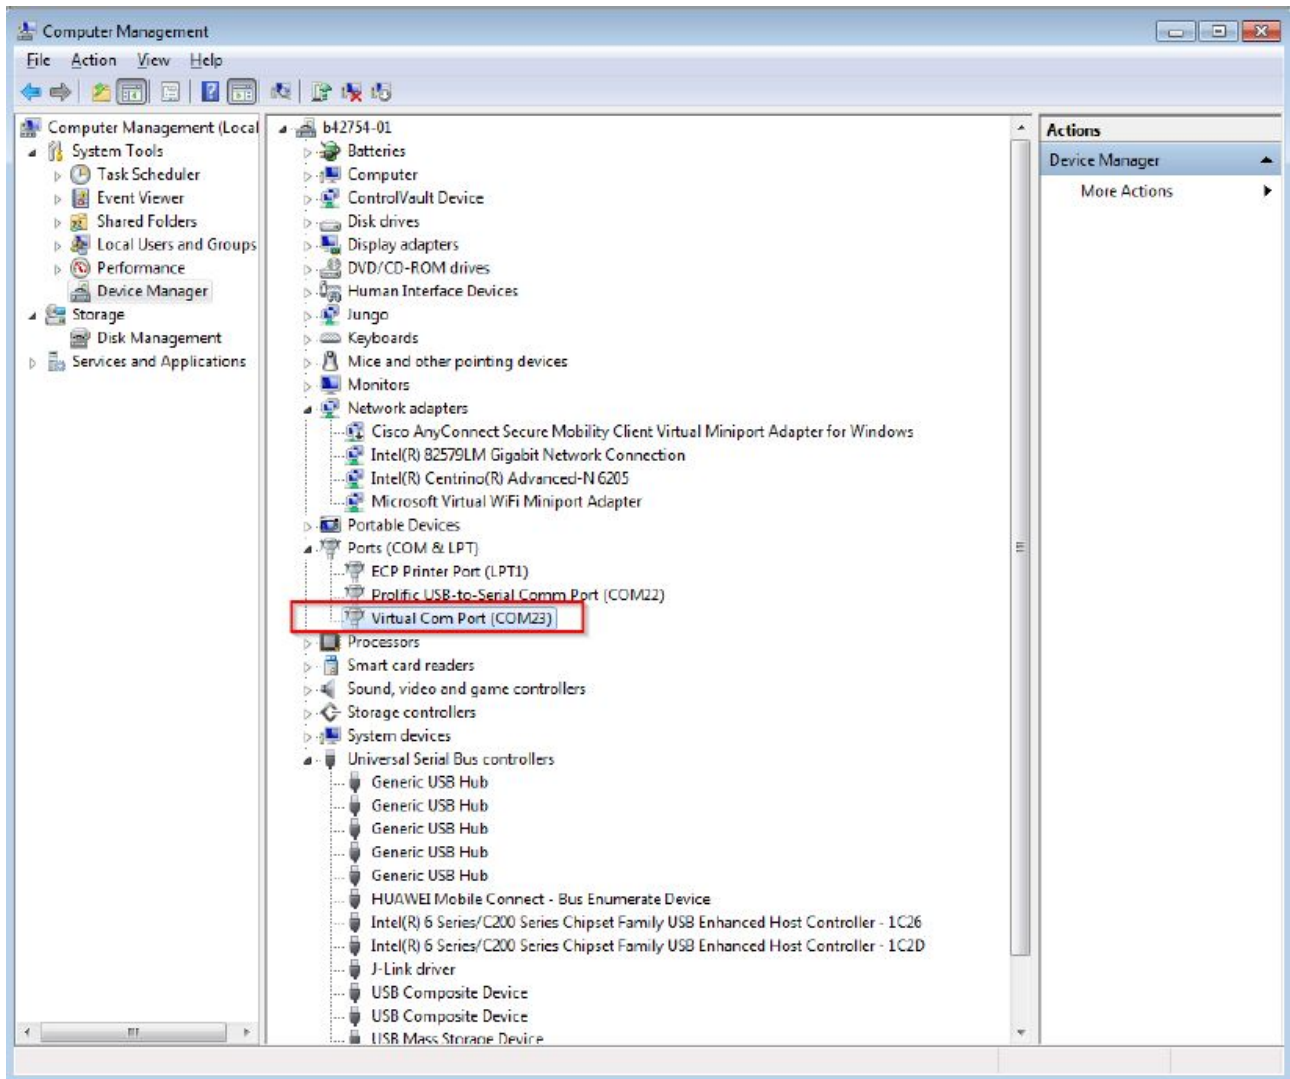 Computer Management
File Action View Help
Computer Management (Local
System Tools
Task Scheduler
Event Viewer
Shared Folders
Local Users and Groups
Performance
Device Manager
Storage
Disk Management
Services and Applications
b42754-01
Batteries
Computer
ControlVault Device
Disk drives
Display adapters
DVD/CD-ROM drives
Human Interface Devices
Jungo
Keyboards
Mice and other pointing devices
Monitors
Network adapters
Cisco AnyConnect Secure Mobility Client Virtual Miniport Adapter for Windows
Intel(R) 82579LM Gigabit Network Connection
Intel(R) Centrino(R) Advanced-N 6205
Microsoft Virtual WiFi Miniport Adapter
Portable Devices
Ports (COM & LPT)
ECP Printer Port (LPT1)
Prolific USB-to-Serial Comm Port (COM22)
Virtual Com Port (COM23)
Processors
Smart card readers
Sound, video and game controllers
Storage controllers
System devices
Universal Serial Bus controllers
Generic USB Hub
Generic USB Hub
Generic USB Hub
Generic USB Hub
Generic USB Hub
HUAWEI Mobile Connect - Bus Enumerate Device
Intel(R) 6 Series/C200 Series Chipset Family USB Enhanced Host Controller - 1C26
Intel(R) 6 Series/C200 Series Chipset Family USB Enhanced Host Controller - 1C2D
J-Link driver
USB Composite Device
USB Composite Device
USB Mass Storage Device
Actions
Device Manager
More Actions